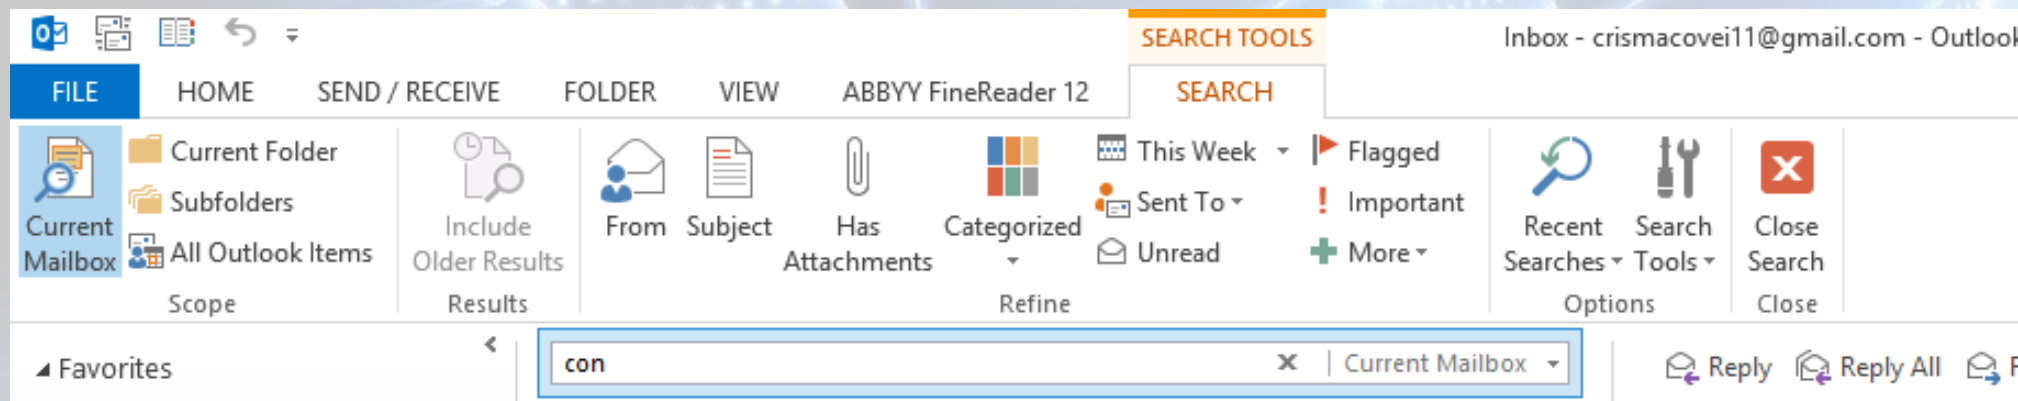 SEARCH TOOLS
Inbox - crismacovei11@gmail.com - Outlook
FILE HOME SEND / RECEIVE FOLDER VIEW ABBYY FineReader 12 SEARCH
Current Mailbox
Current Folder
Subfolders
All Outlook Items
Scope
Include Older Results
Results
From
Subject
Has Attachments
Categorized
This Week
Sent To
Unread
Flagged
Important
More
Refine
Recent Searches
Search Tools
Options
Close Search
Close
Favorites
con
Current Mailbox
Reply
Reply All